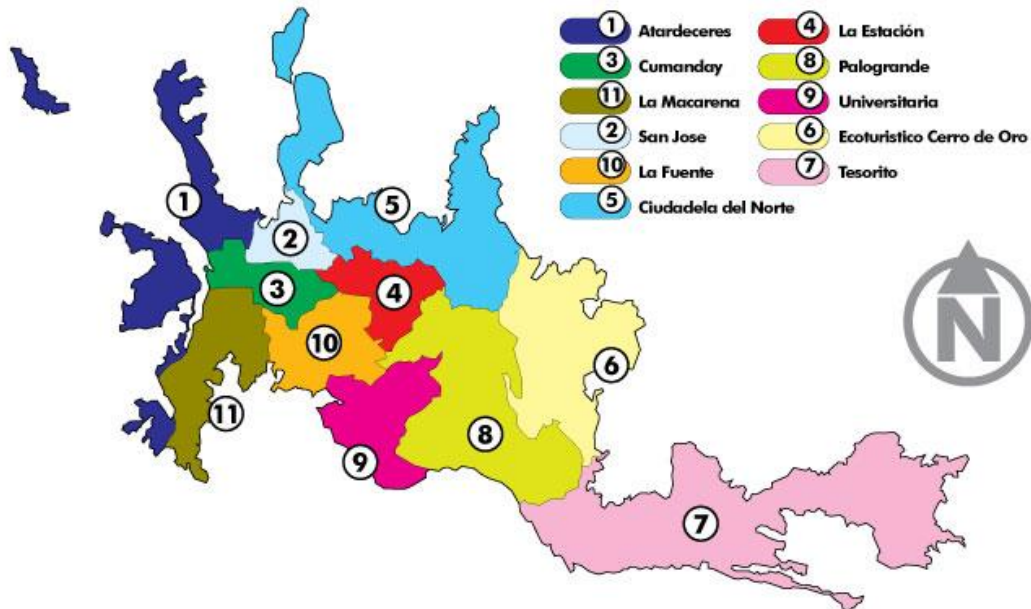 1 Atardeceres
3 Cumanday
11 La Macarena
2 San Jose
10 La Fuente
5 Ciudadela del Norte
4 La Estación
8 Palogrande
9 Universitaria
6 Ecoturistico Cerro de Oro
7 Tesorito
N
1
2
5
3
4
10
6
11
9
8
7